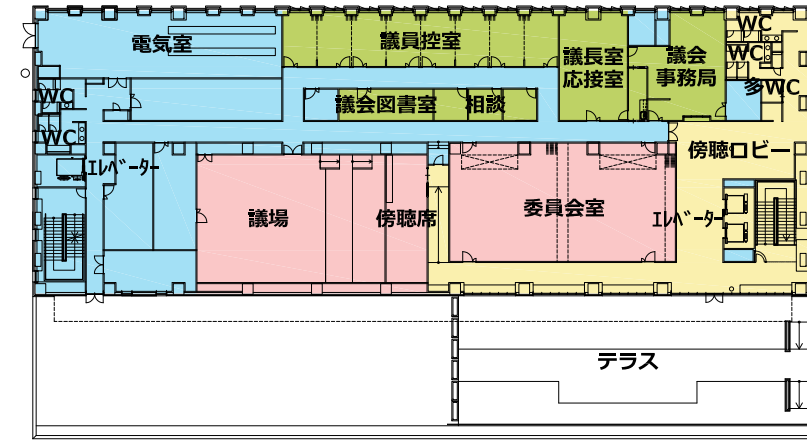 電気室
議員控室
議長室
応接室
議会
事務局
WC
WC
多WC
WC
WC
議会図書室
相談
傍聴ロビー
ｴﾚﾍﾞｰﾀｰ
議場
傍聴席
委員会室
ｴﾚﾍﾞｰﾀｰ
テラス